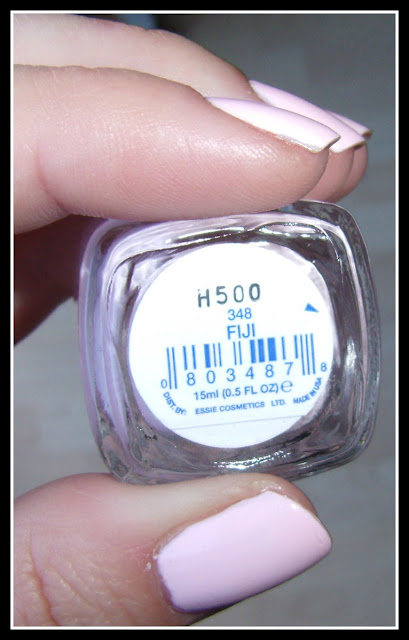 H500
348
FIJI
0 803487 8
15ml (0.5 FL OZ) ℮
DIST. BY: ESSIE COSMETICS LTD. MADE IN USA